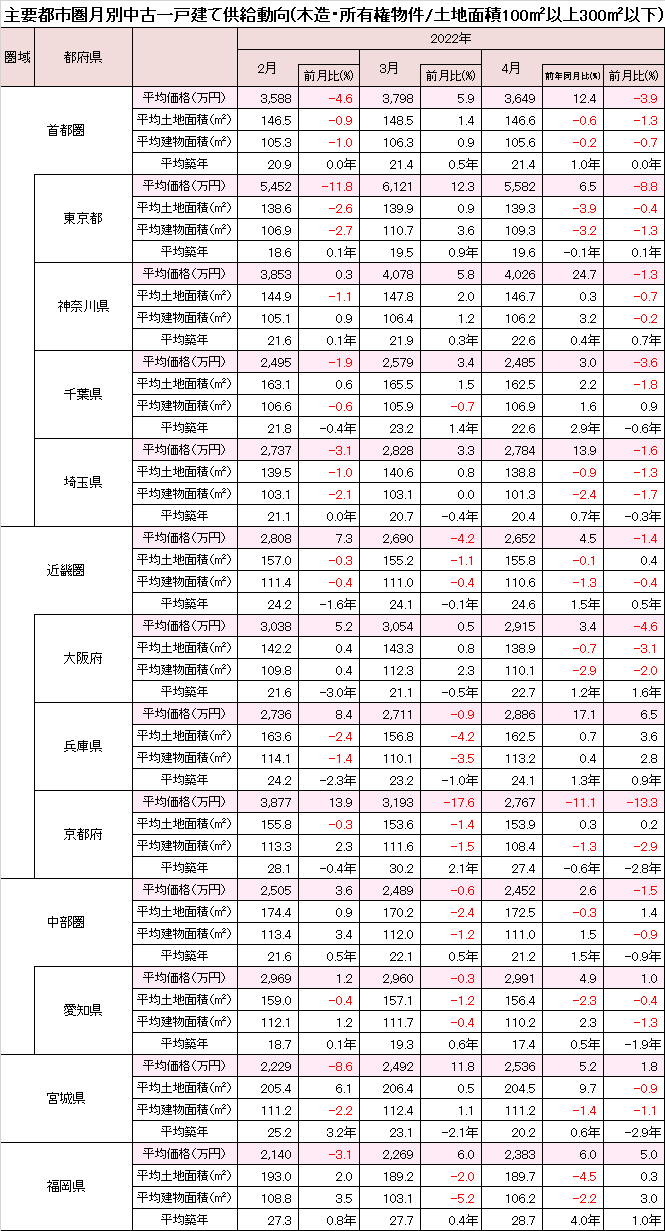 主要都市圏月別中古一戸建て供給動向(木造・所有権物件/土地面積100㎡以上300㎡以下)
圏域 都府県 2022年
2月 前月比(%) 3月 前月比(%) 4月 前年同月比(%) 前月比(%)
首都圏 平均価格(万円) 3,588 -4.6 3,798 5.9 3,649 12.4 -3.9
平均土地面積(㎡) 146.5 -0.9 148.5 1.4 146.6 -0.6 -1.3
平均建物面積(㎡) 105.3 -1.0 106.3 0.9 105.6 -0.2 -0.7
平均築年 20.9 0.0年 21.4 0.5年 21.4 1.0年 0.0年
東京都 平均価格(万円) 5,452 -11.8 6,121 12.3 5,582 6.5 -8.8
平均土地面積(㎡) 138.6 -2.6 139.9 0.9 139.3 -3.9 -0.4
平均建物面積(㎡) 106.9 -2.7 110.7 3.6 109.3 -3.2 -1.3
平均築年 18.6 0.1年 19.5 0.9年 19.6 -0.1年 0.1年
神奈川県 平均価格(万円) 3,853 0.3 4,078 5.8 4,026 24.7 -1.3
平均土地面積(㎡) 144.9 -1.1 147.8 2.0 146.7 0.3 -0.7
平均建物面積(㎡) 105.1 0.9 106.4 1.2 106.2 3.2 -0.2
平均築年 21.6 0.1年 21.9 0.3年 22.6 0.4年 0.7年
千葉県 平均価格(万円) 2,495 -1.9 2,579 3.4 2,485 3.0 -3.6
平均土地面積(㎡) 163.1 0.6 165.5 1.5 162.5 2.2 -1.8
平均建物面積(㎡) 106.6 -0.6 105.9 -0.7 106.9 1.6 0.9
平均築年 21.8 -0.4年 23.2 1.4年 22.6 2.9年 -0.6年
埼玉県 平均価格(万円) 2,737 -3.1 2,828 3.3 2,784 13.9 -1.6
平均土地面積(㎡) 139.5 -1.0 140.6 0.8 138.8 -0.9 -1.3
平均建物面積(㎡) 103.1 -2.1 103.1 0.0 101.3 -2.4 -1.7
平均築年 21.1 0.0年 20.7 -0.4年 20.4 0.7年 -0.3年
近畿圏 平均価格(万円) 2,808 7.3 2,690 -4.2 2,652 4.5 -1.4
平均土地面積(㎡) 157.0 -0.3 155.2 -1.1 155.8 -0.1 0.4
平均建物面積(㎡) 111.4 -0.4 111.0 -0.4 110.6 -1.3 -0.4
平均築年 24.2 -1.6年 24.1 -0.1年 24.6 1.5年 0.5年
大阪府 平均価格(万円) 3,038 5.2 3,054 0.5 2,915 3.4 -4.6
平均土地面積(㎡) 142.2 0.4 143.3 0.8 138.9 -0.7 -3.1
平均建物面積(㎡) 109.8 0.4 112.3 2.3 110.1 -2.9 -2.0
平均築年 21.6 -3.0年 21.1 -0.5年 22.7 1.2年 1.6年
兵庫県 平均価格(万円) 2,736 8.4 2,711 -0.9 2,886 17.1 6.5
平均土地面積(㎡) 163.6 -2.4 156.8 -4.2 162.5 0.7 3.6
平均建物面積(㎡) 114.1 -1.4 110.1 -3.5 113.2 0.4 2.8
平均築年 24.2 -2.3年 23.2 -1.0年 24.1 1.3年 0.9年
京都府 平均価格(万円) 3,877 13.9 3,193 -17.6 2,767 -11.1 -13.3
平均土地面積(㎡) 155.8 -0.3 153.6 -1.4 153.9 0.3 0.2
平均建物面積(㎡) 113.3 2.3 111.6 -1.5 108.4 -1.3 -2.9
平均築年 28.1 -0.4年 30.2 2.1年 27.4 -0.6年 -2.8年
中部圏 平均価格(万円) 2,505 3.6 2,489 -0.6 2,452 2.6 -1.5
平均土地面積(㎡) 174.4 0.9 170.2 -2.4 172.5 -0.3 1.4
平均建物面積(㎡) 113.4 3.4 112.0 -1.2 111.0 1.5 -0.9
平均築年 21.6 0.5年 22.1 0.5年 21.2 1.5年 -0.9年
愛知県 平均価格(万円) 2,969 1.2 2,960 -0.3 2,991 4.9 1.0
平均土地面積(㎡) 159.0 -0.4 157.1 -1.2 156.4 -2.3 -0.4
平均建物面積(㎡) 112.1 1.2 111.7 -0.4 110.2 2.3 -1.3
平均築年 18.7 0.1年 19.3 0.6年 17.4 0.5年 -1.9年
宮城県 平均価格(万円) 2,229 -8.6 2,492 11.8 2,536 5.2 1.8
平均土地面積(㎡) 205.4 6.1 206.4 0.5 204.5 9.7 -0.9
平均建物面積(㎡) 111.2 -2.2 112.4 1.1 111.2 -1.4 -1.1
平均築年 25.2 3.2年 23.1 -2.1年 20.2 0.6年 -2.9年
福岡県 平均価格(万円) 2,140 -3.1 2,269 6.0 2,383 6.0 5.0
平均土地面積(㎡) 193.0 2.0 189.2 -2.0 189.7 -4.5 0.3
平均建物面積(㎡) 108.8 3.5 103.1 -5.2 106.2 -2.2 3.0
平均築年 27.3 0.8年 27.7 0.4年 28.7 4.0年 1.0年